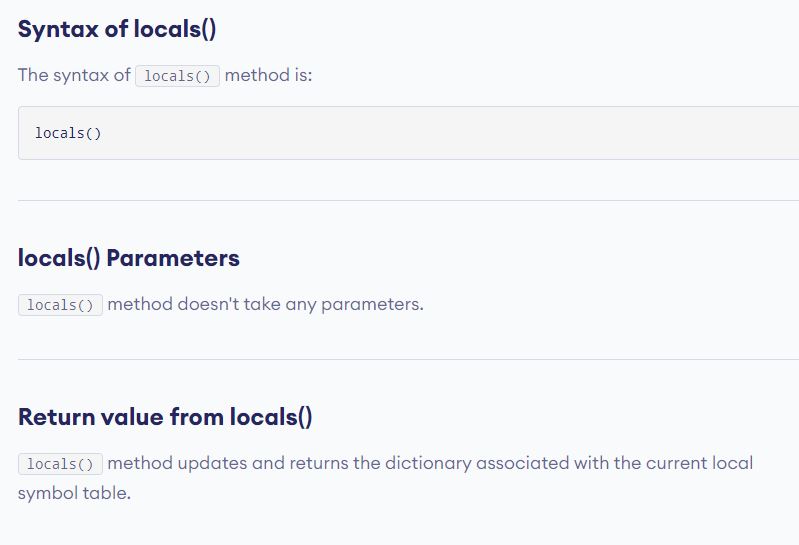 Syntax of locals()
The syntax of locals() method is:
locals()
locals() Parameters
locals() method doesn't take any parameters.
Return value from locals()
locals() method updates and returns the dictionary associated with the current local
symbol table.